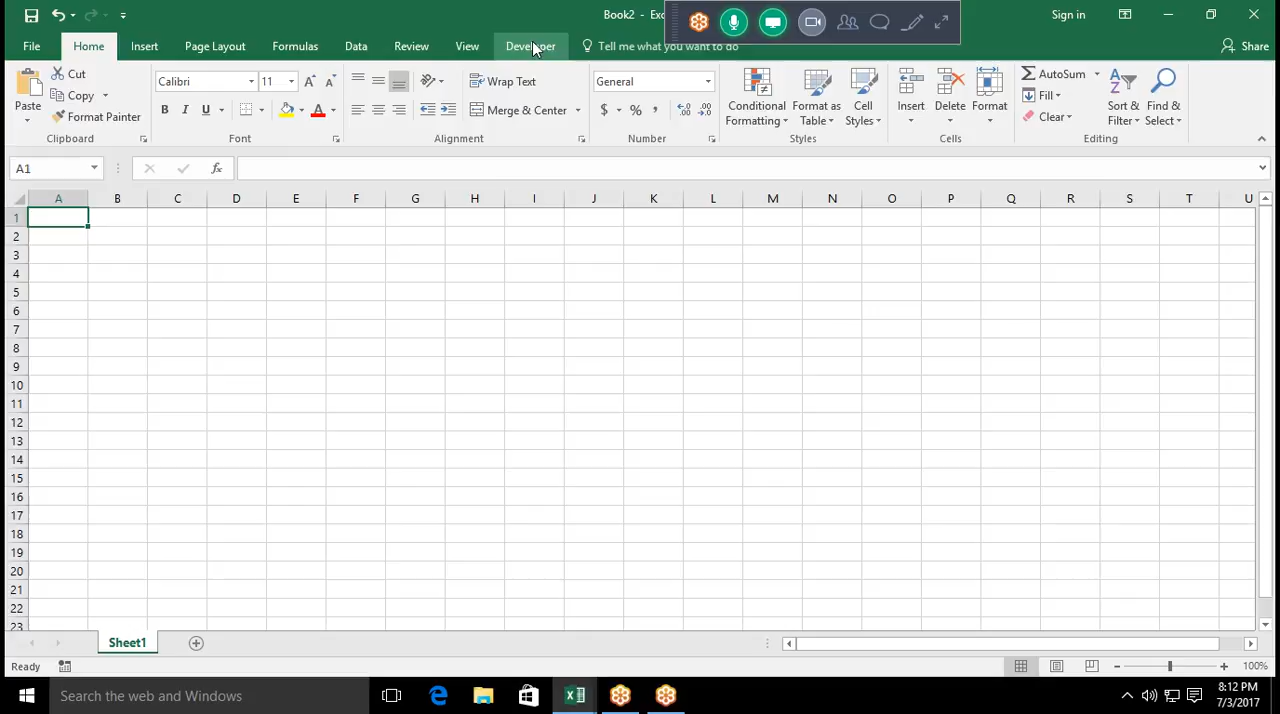 Book2 - Exc
Sign in
File Home Insert Page Layout Formulas Data Review View Developer Tell me what you want to do Share
Paste
Cut
Copy
Format Painter
Clipboard
Calibri 11
B I U
Font
Wrap Text
Merge & Center
Alignment
General
$ % ,
Number
Conditional Formatting
Format as Table
Cell Styles
Styles
Insert
Delete
Format
Cells
AutoSum
Fill
Clear
Sort & Filter
Find & Select
Editing
A1
fx
A B C D E F G H I J K L M N O P Q R S T U
1
2
3
4
5
6
7
8
9
10
11
12
13
14
15
16
17
18
19
20
21
22
23
Sheet1
Ready
100%
Search the web and Windows
8:12 PM
7/3/2017